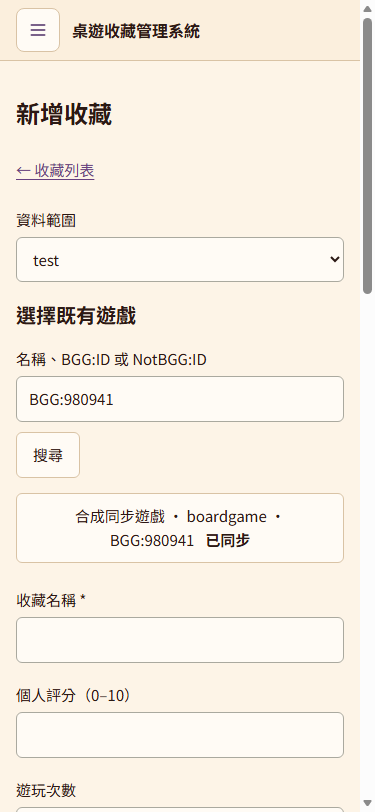 桌遊收藏管理系統
新增收藏
← 收藏列表
資料範圍
test
選擇既有遊戲
名稱、BGG:ID 或 NotBGG:ID
BGG:980941
搜尋
合成同步遊戲 · boardgame ·
BGG:980941 已同步
收藏名稱 *
個人評分（0–10）
遊玩次數